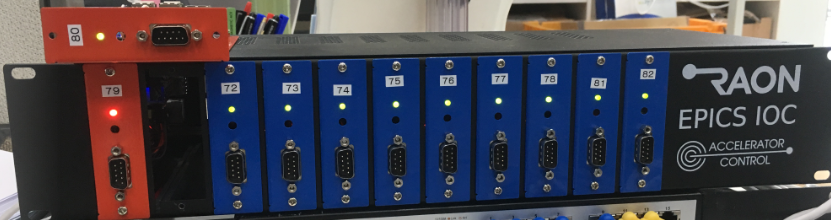 80
79
72
73
74
75
76
77
78
81
82
RAON
EPICS IOC
ACCELERATOR
CONTROL